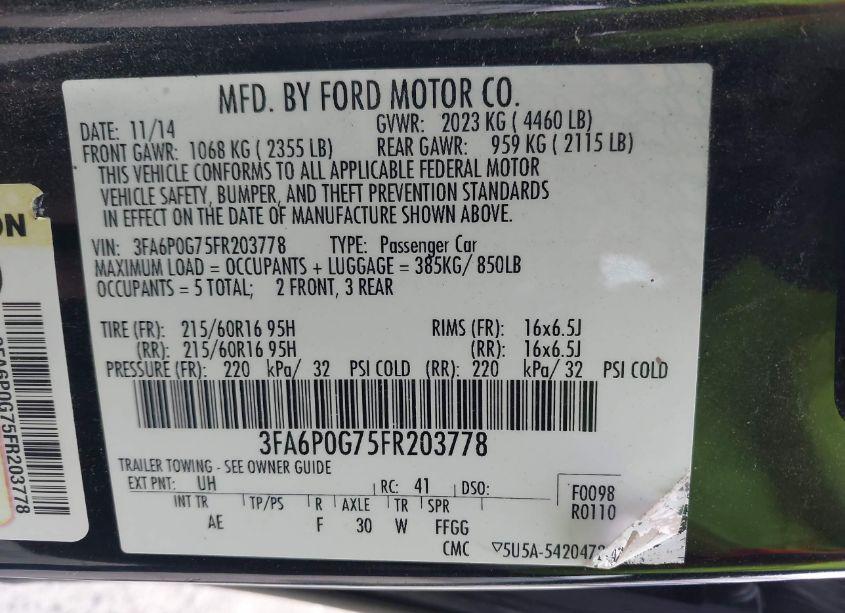 MFD. BY FORD MOTOR CO.
DATE: 11/14 GVWR: 2023 KG ( 4460 LB)
FRONT GAWR: 1068 KG ( 2355 LB) REAR GAWR: 959 KG ( 2115 LB)
THIS VEHICLE CONFORMS TO ALL APPLICABLE FEDERAL MOTOR
VEHICLE SAFETY, BUMPER, AND THEFT PREVENTION STANDARDS
IN EFFECT ON THE DATE OF MANUFACTURE SHOWN ABOVE.
VIN: 3FA6P0G75FR203778 TYPE: Passenger Car
MAXIMUM LOAD = OCCUPANTS + LUGGAGE = 385KG/ 850LB
OCCUPANTS = 5 TOTAL; 2 FRONT, 3 REAR
TIRE (FR): 215/60R16 95H RIMS (FR): 16x6.5J
(RR): 215/60R16 95H (RR): 16x6.5J
PRESSURE (FR): 220 kPa/ 32 PSI COLD (RR): 220 kPa/ 32 PSI COLD
3FA6P0G75FR203778
TRAILER TOWING - SEE OWNER GUIDE
EXT PNT: UH RC: 41 DSO: F0098
INT TR TP/PS R AXLE TR SPR R0110
AE F 30 W FFGG
CMC ▽5U5A-5420472
ON
3FA6P0G75FR203778